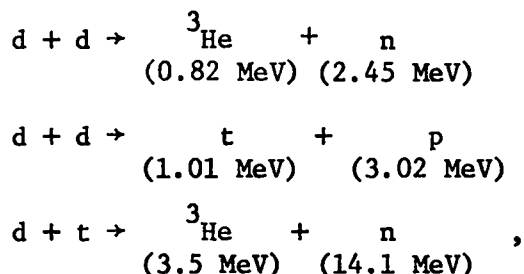 d + d → ³He + n
(0.82 MeV) (2.45 MeV)
d + d → t + p
(1.01 MeV) (3.02 MeV)
d + t → ³He + n ,
(3.5 MeV) (14.1 MeV)